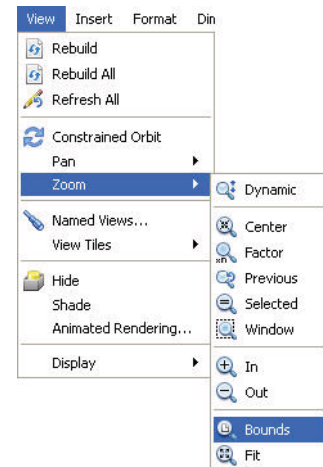 View Insert Format Din
Rebuild
Rebuild All
Refresh All
Constrained Orbit
Pan
Zoom
Named Views...
View Tiles
Hide
Shade
Animated Rendering...
Display
Dynamic
Center
Factor
Previous
Selected
Window
In
Out
Bounds
Fit